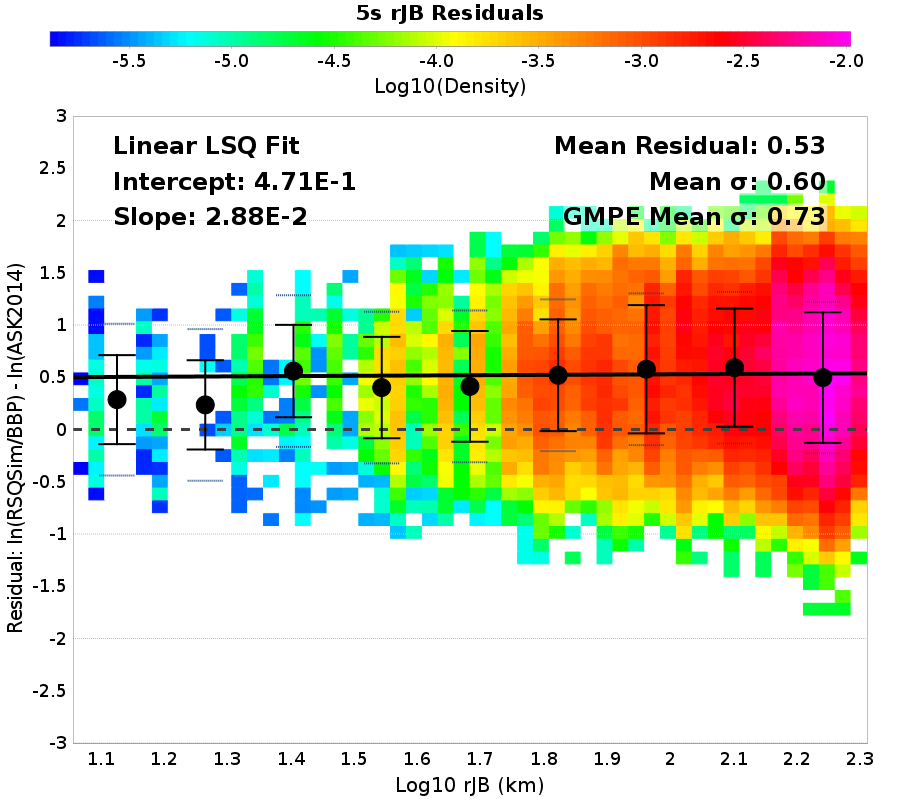 5s rJB Residuals
-5.5 -5.0 -4.5 -4.0 -3.5 -3.0 -2.5 -2.0
Log10(Density)
Linear LSQ Fit
Intercept: 4.71E-1
Slope: 2.88E-2
Mean Residual: 0.53
Mean σ: 0.60
GMPE Mean σ: 0.73
Residual: ln(RSQSim/BBP) - ln(ASK2014)
3
2.5
2
1.5
1
0.5
0
-0.5
-1
-1.5
-2
-2.5
-3
1.1 1.2 1.3 1.4 1.5 1.6 1.7 1.8 1.9 2 2.1 2.2 2.3
Log10 rJB (km)